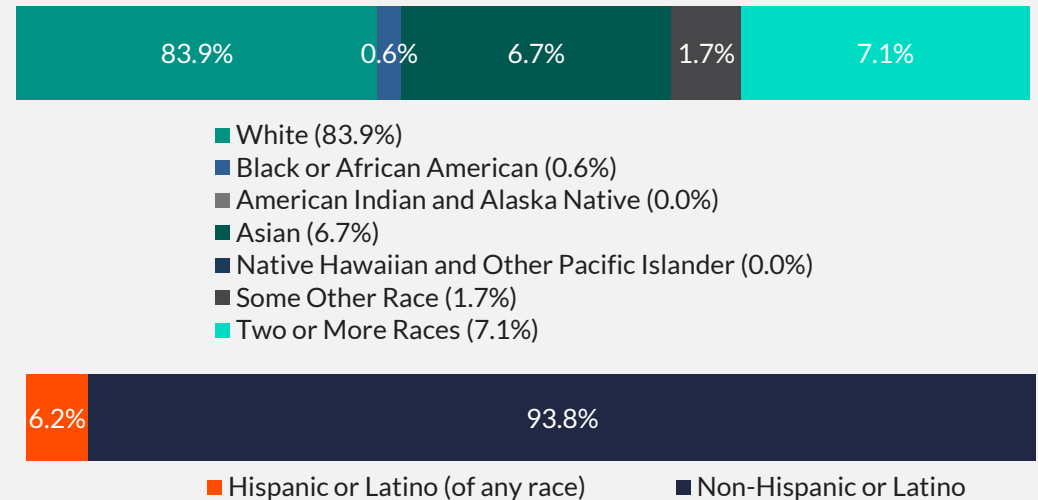 83.9% 0.6% 6.7% 1.7% 7.1%
White (83.9%)
Black or African American (0.6%)
American Indian and Alaska Native (0.0%)
Asian (6.7%)
Native Hawaiian and Other Pacific Islander (0.0%)
Some Other Race (1.7%)
Two or More Races (7.1%)
6.2% 93.8%
Hispanic or Latino (of any race) Non-Hispanic or Latino